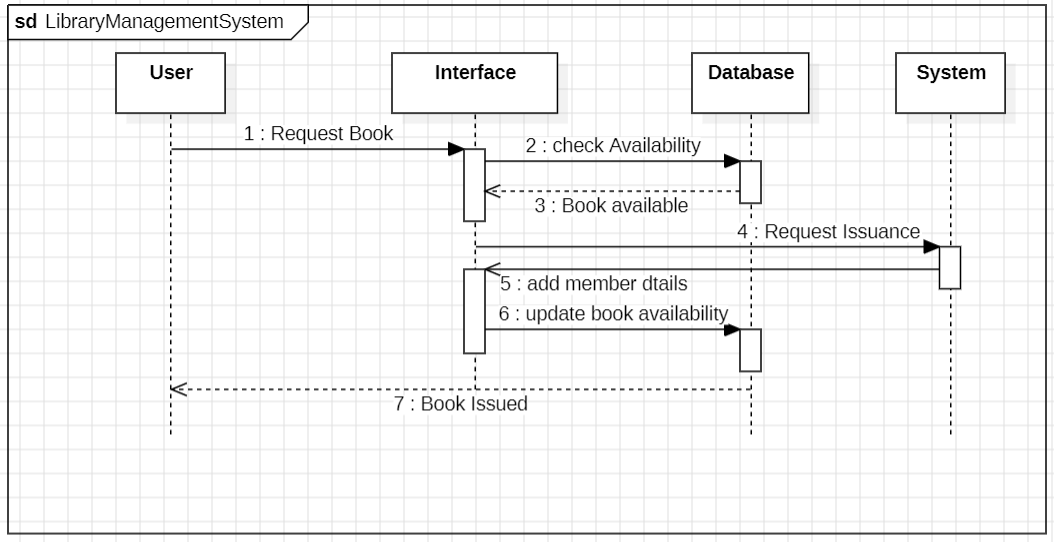 sd LibraryManagementSystem
User
Interface
Database
System
1 : Request Book
2 : check Availability
3 : Book available
4 : Request Issuance
5 : add member dtails
6 : update book availability
7 : Book Issued